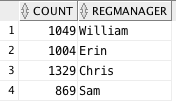 COUNT REGMANAGER
1 1049 William
2 1004 Erin
3 1329 Chris
4 869 Sam